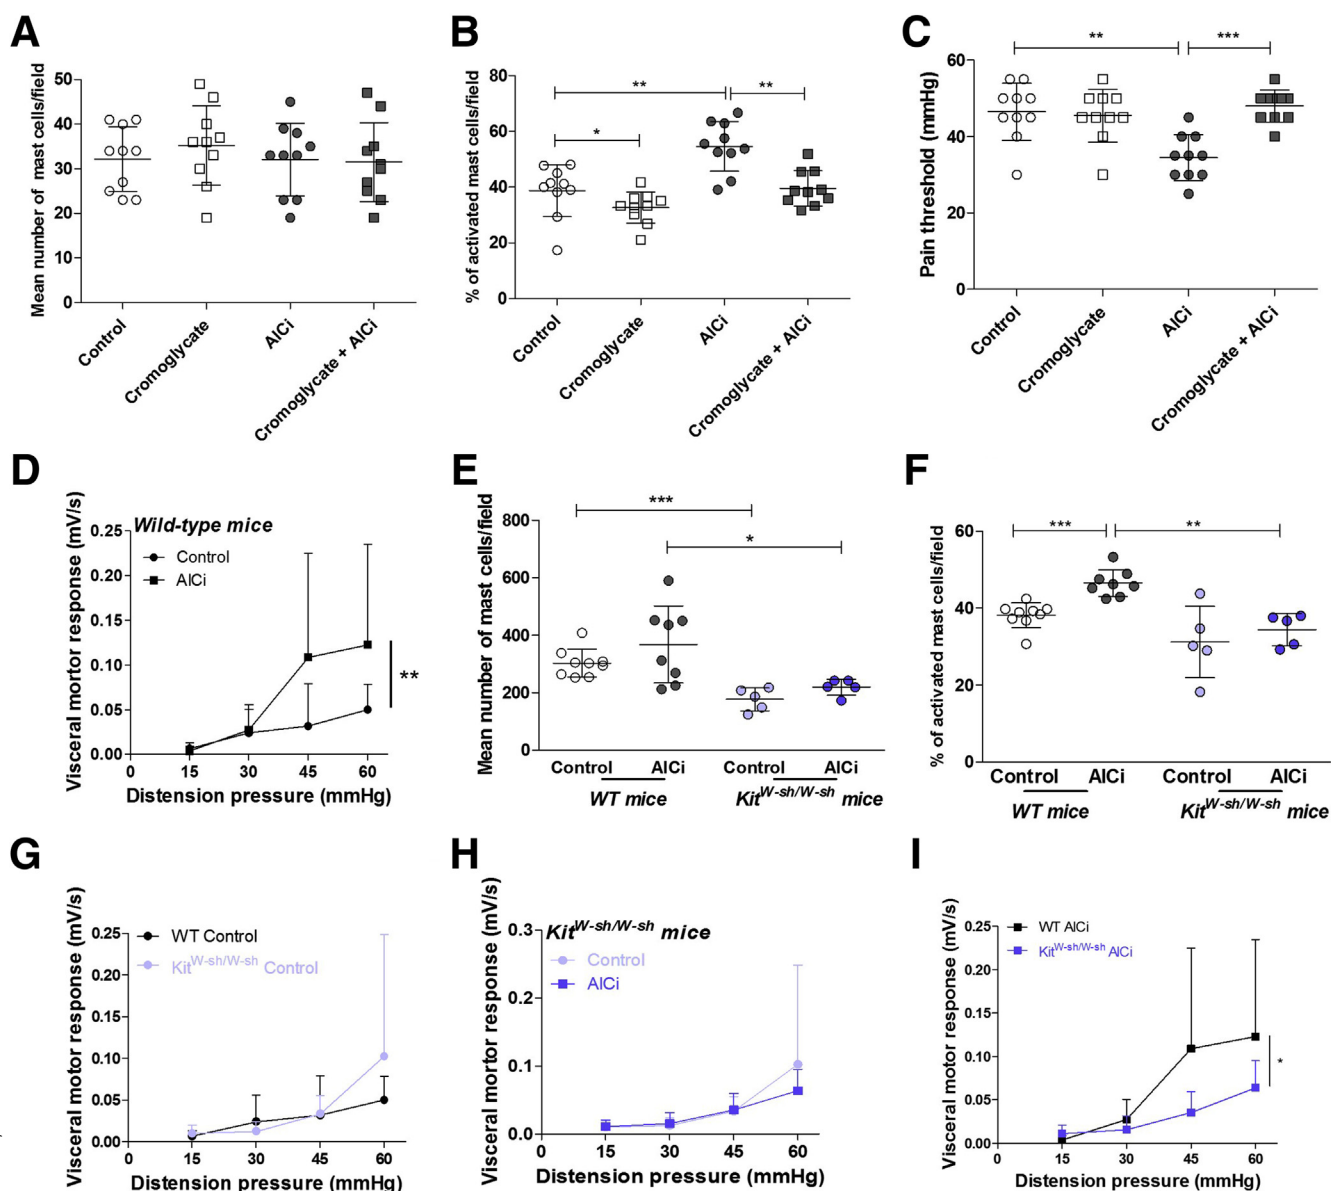 A
Mean number of mast cells/field
50
40
30
20
10
0
Control
Cromoglycate
AlCi
Cromoglycate + AlCi
B
% of activated mast cells/field
80
60
40
20
0
**
**
*
Control
Cromoglycate
AlCi
Cromoglycate + AlCi
C
Pain threshold (mmHg)
60
40
20
0
**
***
Control
Cromoglycate
AlCi
Cromoglycate + AlCi
D
Visceral motor response (mV/s)
Wild-type mice
Control
AlCi
0.25
0.20
0.15
0.10
0.05
0.00
**
0
15
30
45
60
Distension pressure (mmHg)
E
Mean number of mast cells/field
800
600
400
200
0
***
*
Control AlCi Control AlCi
WT mice Kit W-sh/W-sh mice
F
% of activated mast cells/field
60
40
20
0
***
**
Control AlCi Control AlCi
WT mice Kit W-sh/W-sh mice
G
Visceral motor response (mV/s)
WT Control
Kit W-sh/W-sh Control
0.25
0.20
0.15
0.10
0.05
0.00
0
15
30
45
60
Distension pressure (mmHg)
H
Visceral mortor response (mV/s)
Kit W-sh/W-sh mice
Control
AlCi
0.3
0.2
0.1
0.0
0
15
30
45
60
Distension pressure (mmHg)
I
Visceral motor response (mV/s)
WT AlCi
Kit W-sh/W-sh AlCi
0.25
0.20
0.15
0.10
0.05
0.00
*
0
15
30
45
60
Distension pressure (mmHg)